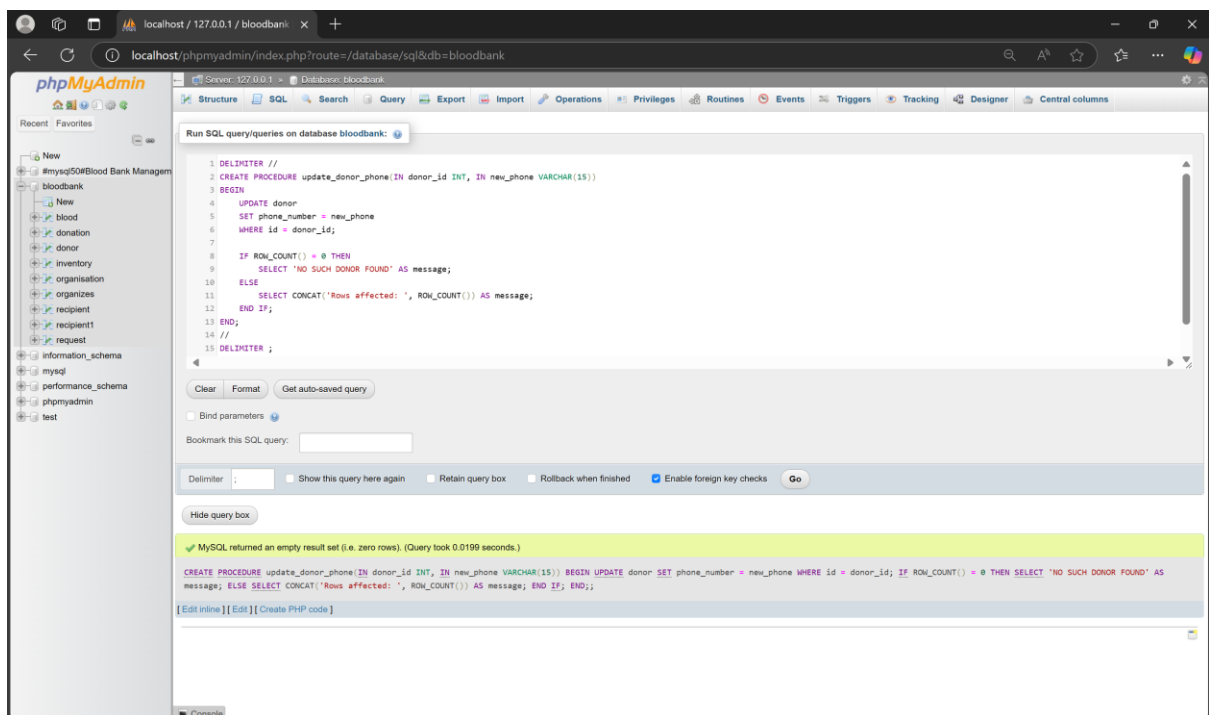 localhost / 127.0.0.1 / bloodbank
localhost/phpmyadmin/index.php?route=/database/sql&db=bloodbank
phpMyAdmin
Recent Favorites
New
#mysql50#Blood Bank Managem
bloodbank
New
blood
donation
donor
inventory
organisation
organizes
recipient
recipient1
request
information_schema
mysql
performance_schema
phpmyadmin
test
Server: 127.0.0.1 » Database: bloodbank
Structure SQL Search Query Export Import Operations Privileges Routines Events Triggers Tracking Designer Central columns
Run SQL query/queries on database bloodbank:
1 DELIMITER //
2 CREATE PROCEDURE update_donor_phone(IN donor_id INT, IN new_phone VARCHAR(15))
3 BEGIN
4 UPDATE donor
5 SET phone_number = new_phone
6 WHERE id = donor_id;
7
8 IF ROW_COUNT() = 0 THEN
9 SELECT 'NO SUCH DONOR FOUND' AS message;
10 ELSE
11 SELECT CONCAT('Rows affected: ', ROW_COUNT()) AS message;
12 END IF;
13 END;
14 //
15 DELIMITER ;
Clear Format Get auto-saved query
Bind parameters
Bookmark this SQL query:
Delimiter ; Show this query here again Retain query box Rollback when finished Enable foreign key checks Go
Hide query box
MySQL returned an empty result set (i.e. zero rows). (Query took 0.0199 seconds.)
CREATE PROCEDURE update_donor_phone(IN donor_id INT, IN new_phone VARCHAR(15)) BEGIN UPDATE donor SET phone_number = new_phone WHERE id = donor_id; IF ROW_COUNT() = 0 THEN SELECT 'NO SUCH DONOR FOUND' AS
message; ELSE SELECT CONCAT('Rows affected: ', ROW_COUNT()) AS message; END IF; END;;
[ Edit inline ] [ Edit ] [ Create PHP code ]
Console